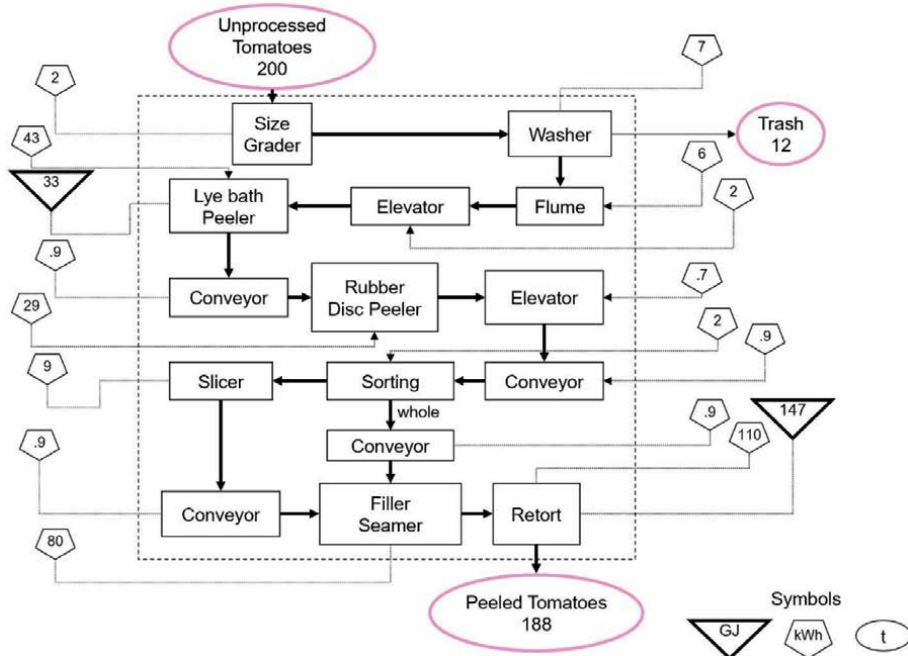 Unprocessed
Tomatoes
200
7
2
Size
Grader
Washer
Trash
12
43
33
6
2
Lye bath
Peeler
Elevator
Flume
.9
Conveyor
Rubber
Disc Peeler
Elevator
.7
29
2
.9
9
Slicer
Sorting
Conveyor
whole
.9
147
110
.9
Conveyor
Conveyor
Filler
Seamer
Retort
80
Peeled Tomatoes
188
Symbols
GJ
kWh
t